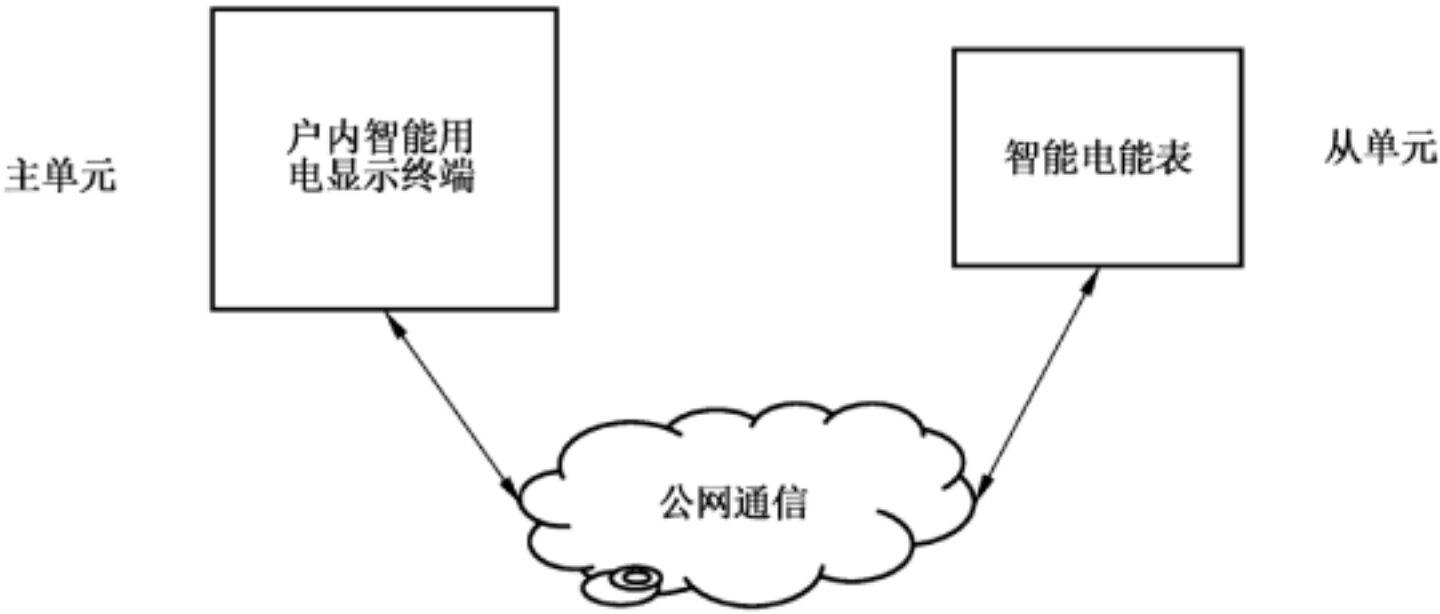 主单元
户内智能用
电显示终端
智能电能表
从单元
公网通信